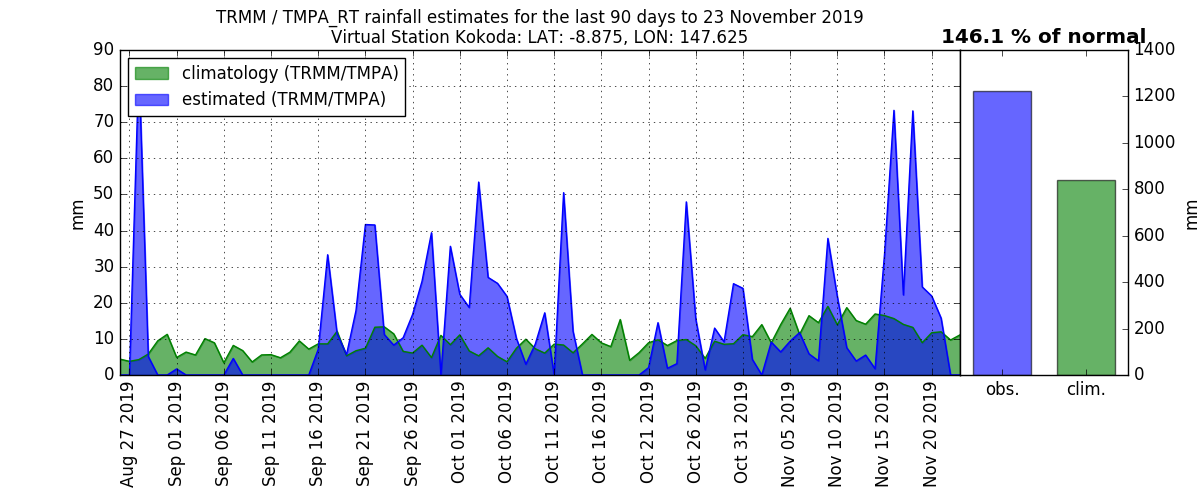 TRMM / TMPA_RT rainfall estimates for the last 90 days to 23 November 2019
Virtual Station Kokoda: LAT: -8.875, LON: 147.625
146.1 % of normal
climatology (TRMM/TMPA)
estimated (TRMM/TMPA)
90
80
70
60
50
40
30
20
10
0
mm
Aug 27 2019
Sep 01 2019
Sep 06 2019
Sep 11 2019
Sep 16 2019
Sep 21 2019
Sep 26 2019
Oct 01 2019
Oct 06 2019
Oct 11 2019
Oct 16 2019
Oct 21 2019
Oct 26 2019
Oct 31 2019
Nov 05 2019
Nov 10 2019
Nov 15 2019
Nov 20 2019
obs.
clim.
1400
1200
1000
800
600
400
200
0
mm